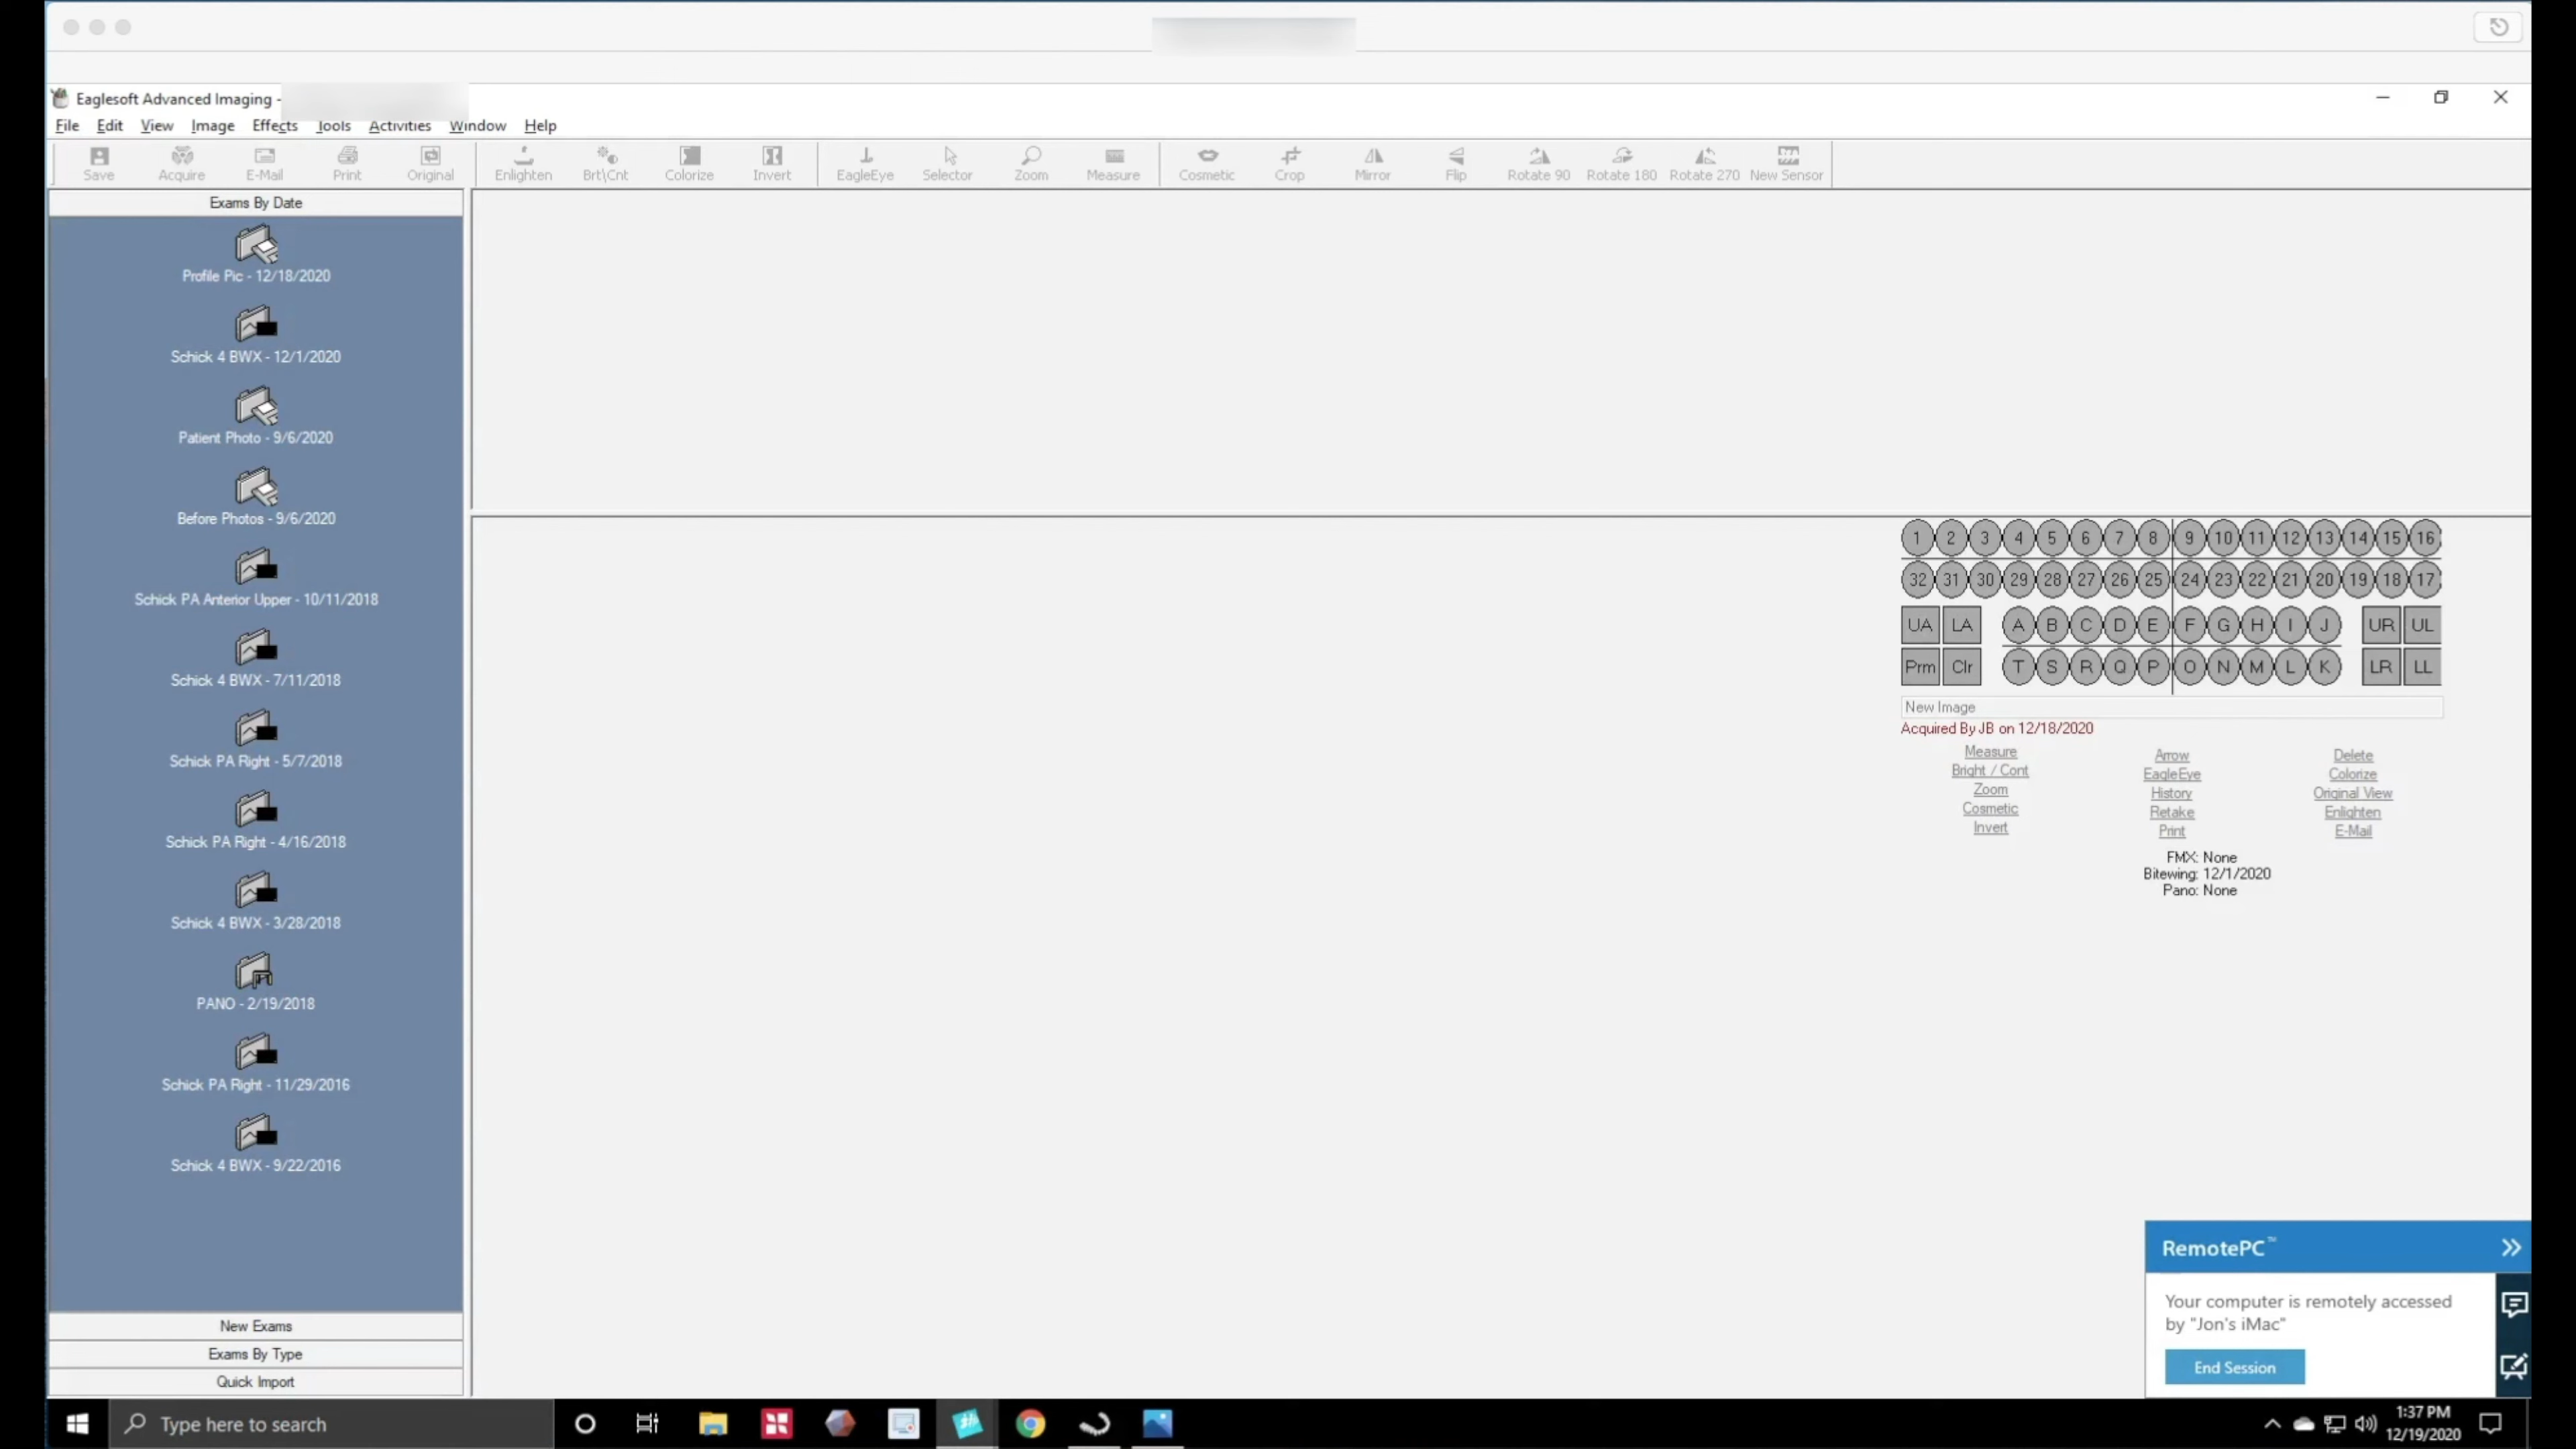 Eaglesoft Advanced Imaging -
File Edit View Image Effects Tools Activities Window Help
Save Acquire E-Mail Print Original Enlighten Brt\Cnt Colorize Invert EagleEye Selector Zoom Measure Cosmetic Crop Mirror Flip Rotate 90 Rotate 180 Rotate 270 New Sensor
Exams By Date
Profile Pic - 12/18/2020
Schick 4 BWX - 12/1/2020
Patient Photo - 9/6/2020
Before Photos - 9/6/2020
Schick PA Anterior Upper - 10/11/2018
Schick 4 BWX - 7/11/2018
Schick PA Right - 5/7/2018
Schick PA Right - 4/16/2018
Schick 4 BWX - 3/28/2018
PANO - 2/19/2018
Schick PA Right - 11/29/2016
Schick 4 BWX - 9/22/2016
New Exams
Exams By Type
Quick Import
1 2 3 4 5 6 7 8 9 10 11 12 13 14 15 16
32 31 30 29 28 27 26 25 24 23 22 21 20 19 18 17
UA LA A B C D E F G H I J UR UL
Prm Clr T S R Q P O N M L K LR LL
New Image
Acquired By JB on 12/18/2020
Measure Arrow Delete
Bright / Cont EagleEye Colorize
Zoom History Original View
Cosmetic Retake Enlighten
Invert Print E-Mail
FMX: None
Bitewing: 12/1/2020
Pano: None
RemotePC™
Your computer is remotely accessed
by "Jon's iMac"
End Session
Type here to search
1:37 PM
12/19/2020